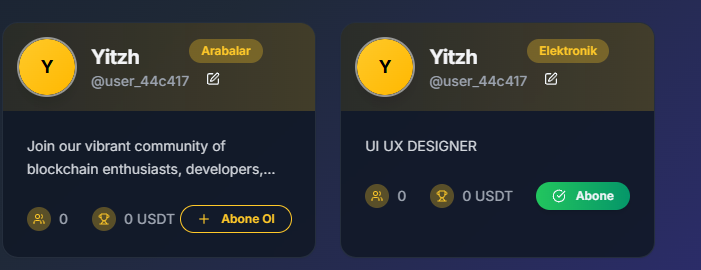 Y
Yitzh
Arabalar
@user_44c417
Join our vibrant community of
blockchain enthusiasts, developers,...
0
0 USDT
+ Abone Ol
Y
Yitzh
Elektronik
@user_44c417
UI UX DESIGNER
0
0 USDT
Abone